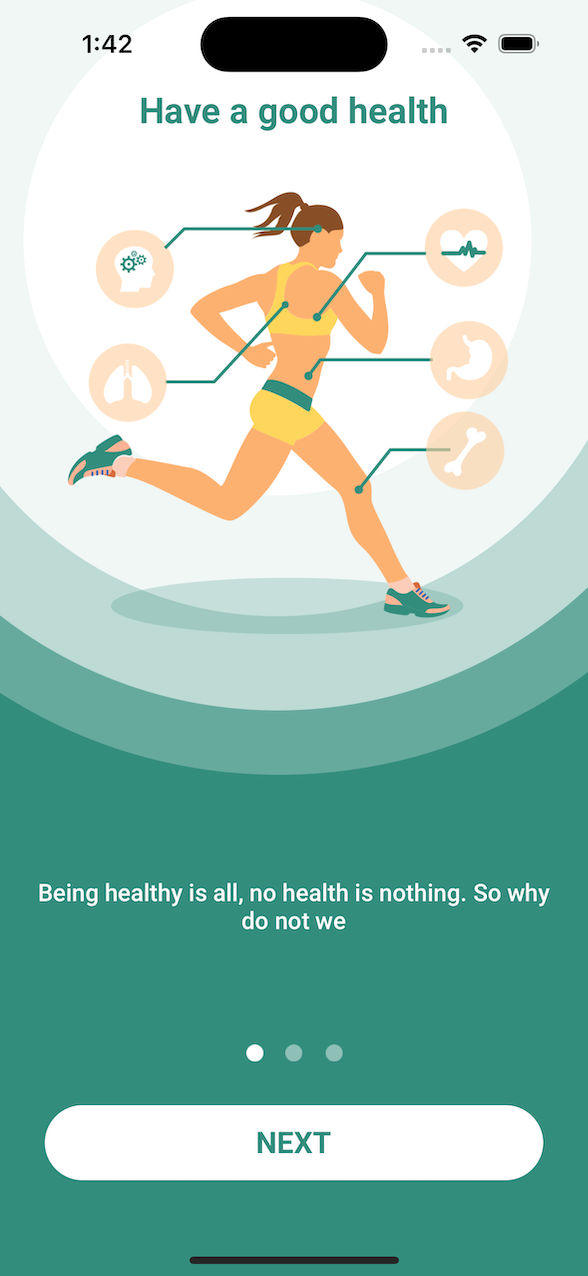 1:42
Have a good health
Being healthy is all, no health is nothing. So why
do not we
NEXT